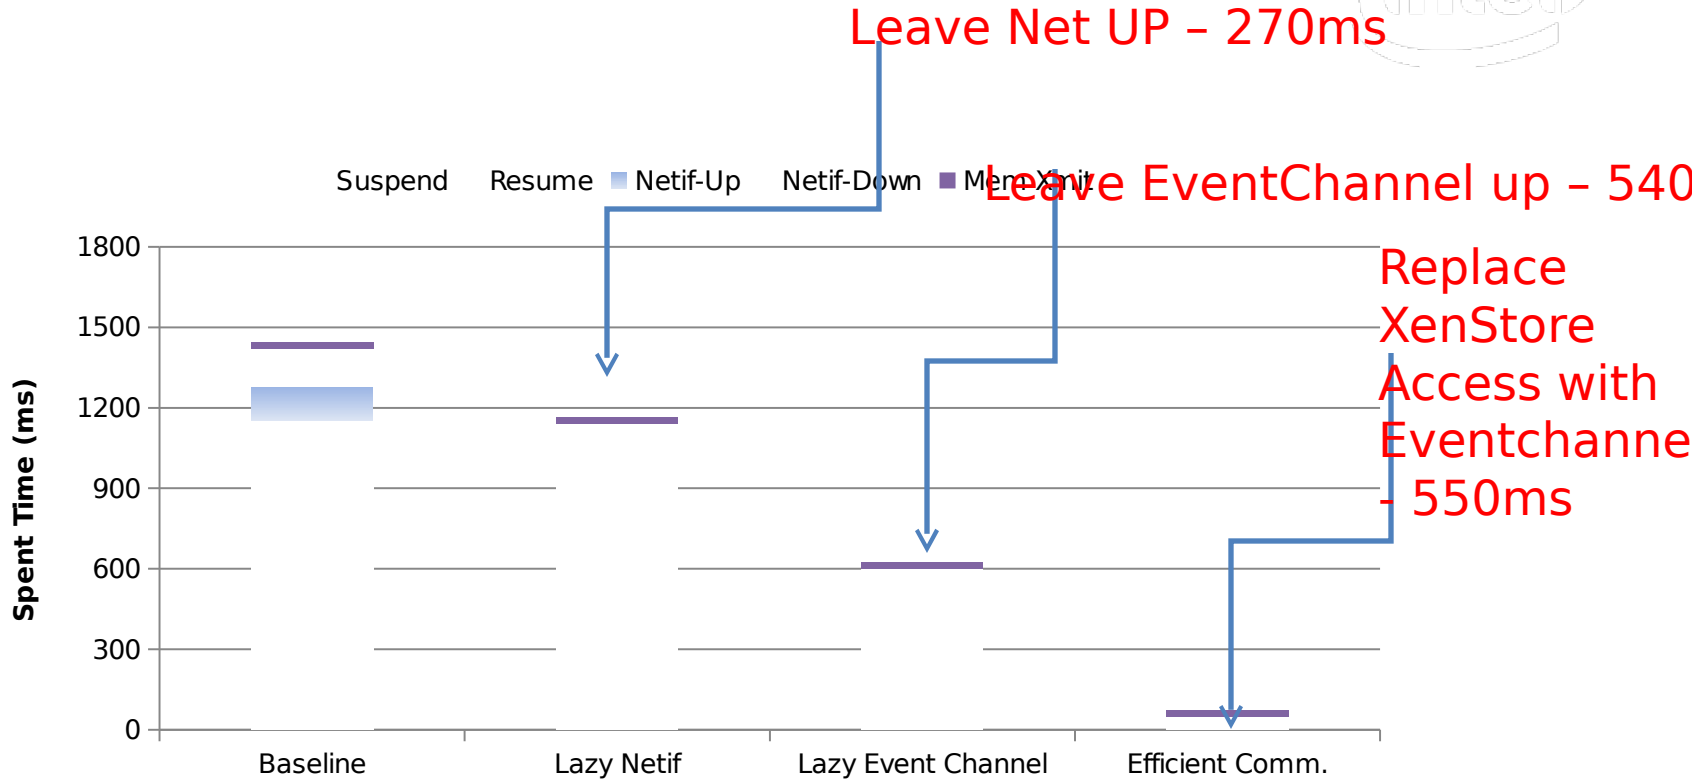 Leave Net UP – 270ms
Suspend Resume Netif-Up Netif-Down Mem-Xmit
Leave EventChannel up – 540
1800
1500
1200
900
600
300
0
Spent Time (ms)
Replace
XenStore
Access with
Eventchanne
- 550ms
Baseline Lazy Netif Lazy Event Channel Efficient Comm.